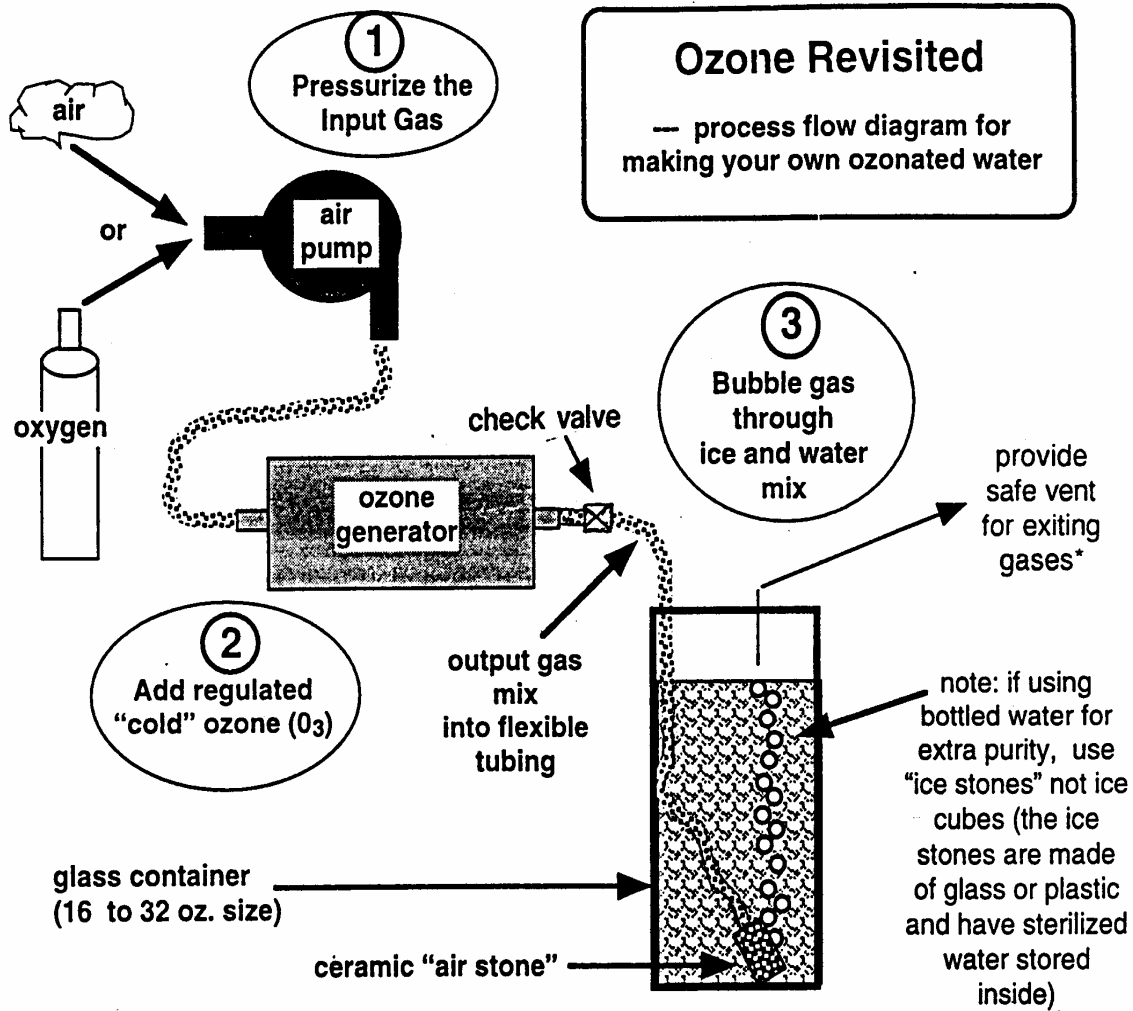 Ozone Revisited
--- process flow diagram for
making your own ozonated water
1
Pressurize the
Input Gas
air
or
oxygen
air
pump
ozone
generator
check valve
2
Add regulated
“cold” ozone (03)
output gas
mix
into flexible
tubing
3
Bubble gas
through
ice and water
mix
provide
safe vent
for exiting
gases*
note: if using
bottled water for
extra purity, use
“ice stones” not ice
cubes (the ice
stones are made
of glass or plastic
and have sterilized
water stored
inside)
glass container
(16 to 32 oz. size)
ceramic “air stone”